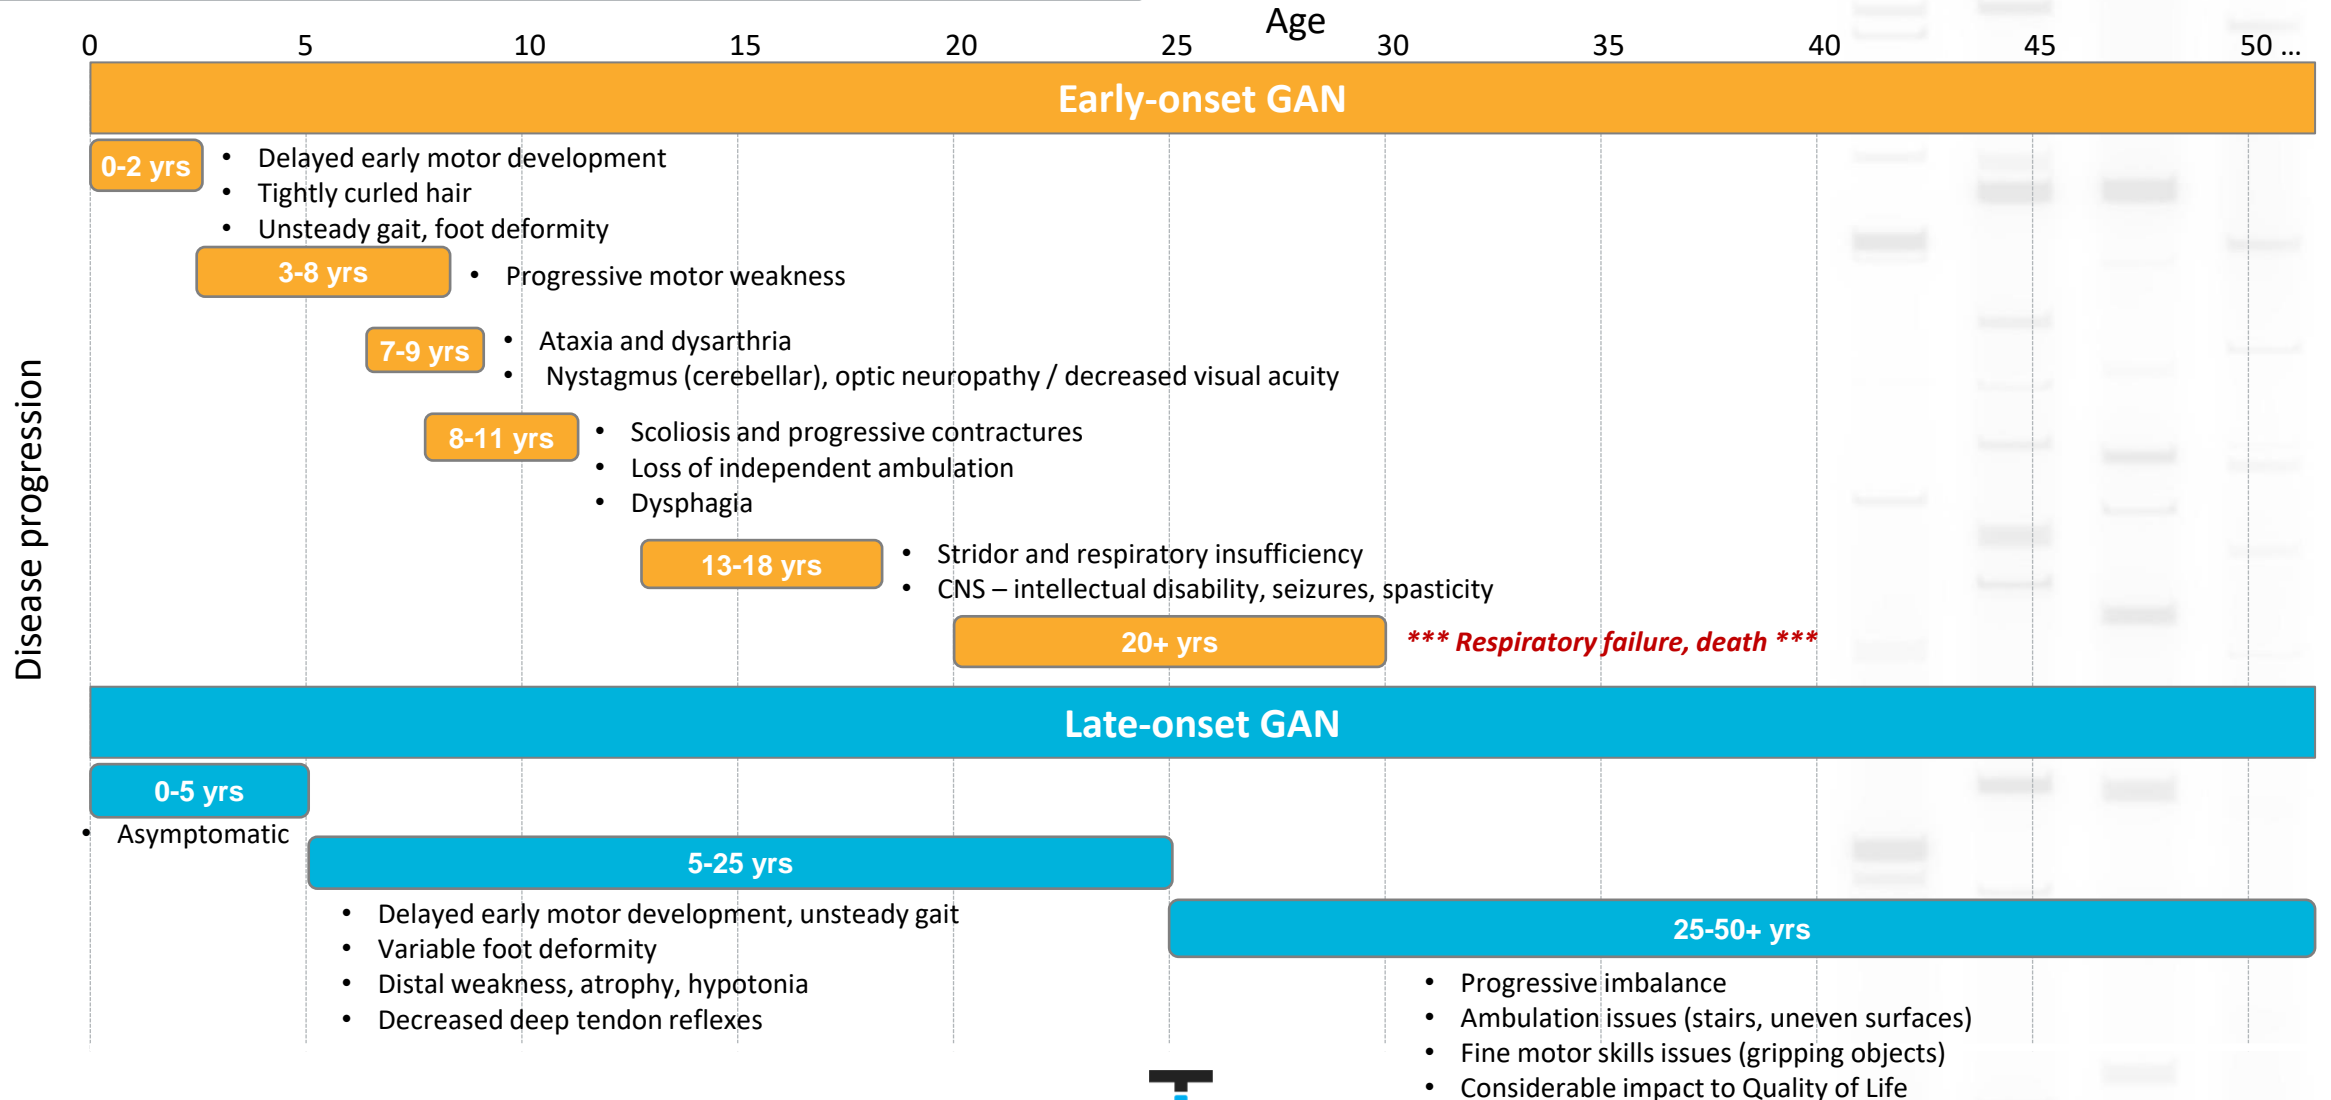 Age
0 5 10 15 20 25 30 35 40 45 50 ...
Disease progression
Early-onset GAN
0-2 yrs
• Delayed early motor development
• Tightly curled hair
• Unsteady gait, foot deformity
3-8 yrs
• Progressive motor weakness
7-9 yrs
• Ataxia and dysarthria
• Nystagmus (cerebellar), optic neuropathy / decreased visual acuity
8-11 yrs
• Scoliosis and progressive contractures
• Loss of independent ambulation
• Dysphagia
13-18 yrs
• Stridor and respiratory insufficiency
• CNS – intellectual disability, seizures, spasticity
20+ yrs
*** Respiratory failure, death ***
Late-onset GAN
0-5 yrs
• Asymptomatic
5-25 yrs
• Delayed early motor development, unsteady gait
• Variable foot deformity
• Distal weakness, atrophy, hypotonia
• Decreased deep tendon reflexes
25-50+ yrs
• Progressive imbalance
• Ambulation issues (stairs, uneven surfaces)
• Fine motor skills issues (gripping objects)
• Considerable impact to Quality of Life